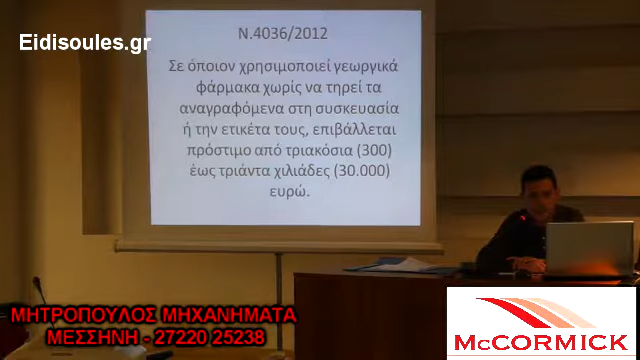 Eidisoules.gr
Ν.4036/2012
Σε όποιον χρησιμοποιεί γεωργικά
φάρμακα χωρίς να τηρεί τα
αναγραφόμενα στη συσκευασία
ή την ετικέτα τους, επιβάλλεται
πρόστιμο από τριακόσια (300)
έως τριάντα χιλιάδες (30.000)
ευρώ.
ΜΗΤΡΟΠΟΥΛΟΣ ΜΗΧΑΝΗΜΑΤΑ
ΜΕΣΣΗΝΗ - 27220 25238
McCORMICK